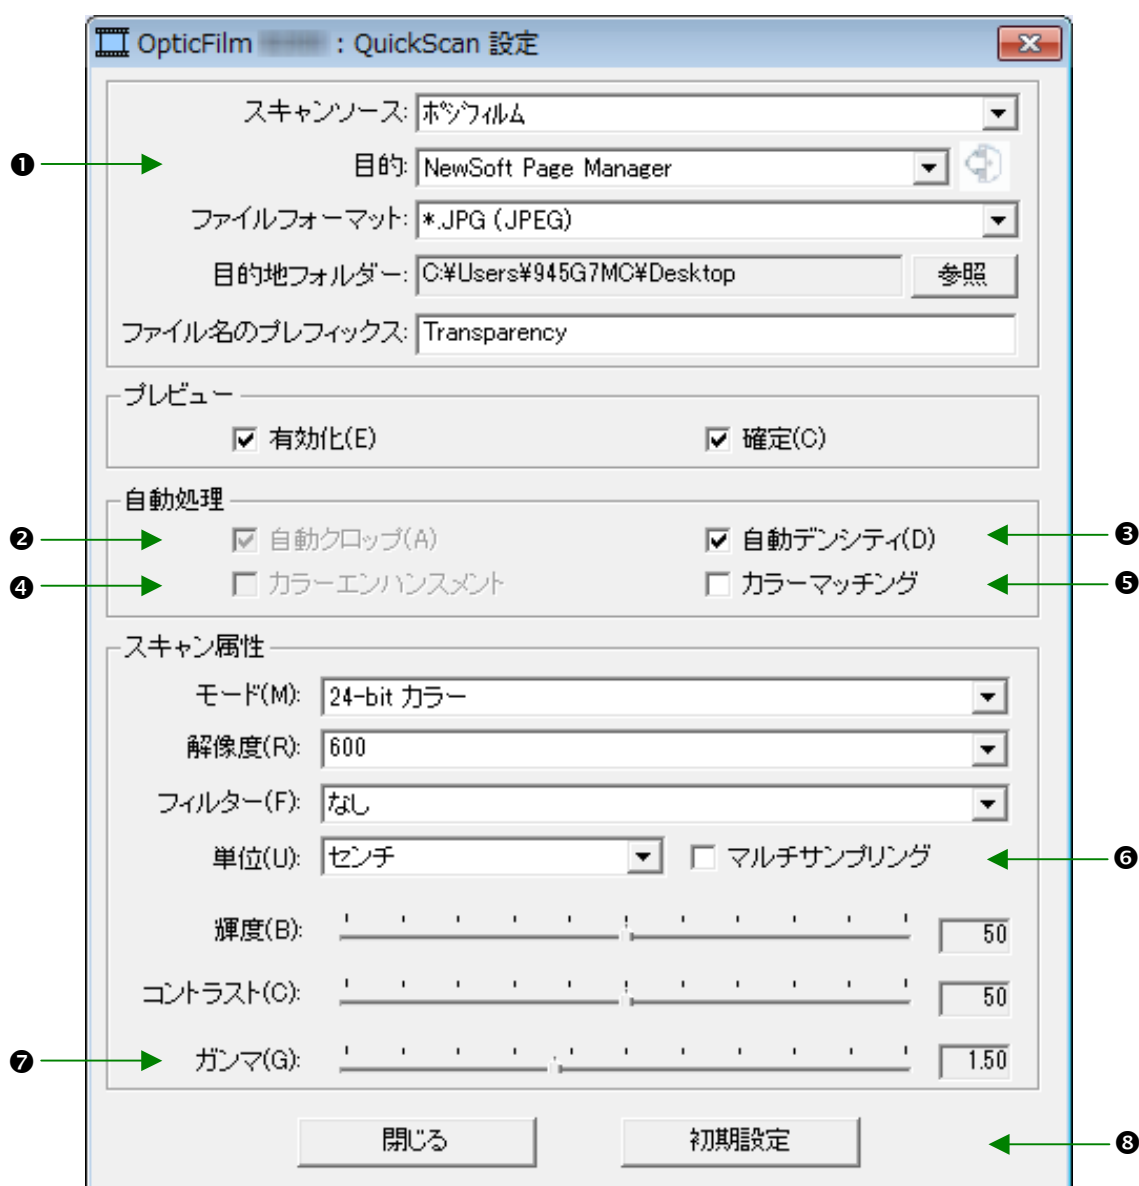 OpticFilm : QuickScan 設定
スキャンソース: ポジフィルム
❶ 目的: NewSoft Page Manager
ファイルフォーマット: *.JPG (JPEG)
目的地フォルダー: C:¥Users¥945G7MC¥Desktop 参照
ファイル名のプレフィックス: Transparency
プレビュー
有効化(E) 確定(C)
自動処理
❷ 自動クロップ(A) 自動デンシティ(D) ❸
❹ カラーエンハンスメント カラーマッチング ❺
スキャン属性
モード(M): 24-bit カラー
解像度(R): 600
フィルター(F): なし
単位(U): センチ マルチサンプリング ❻
輝度(B): 50
コントラスト(C): 50
❼ ガンマ(G): 1.50
閉じる 初期設定 ❽